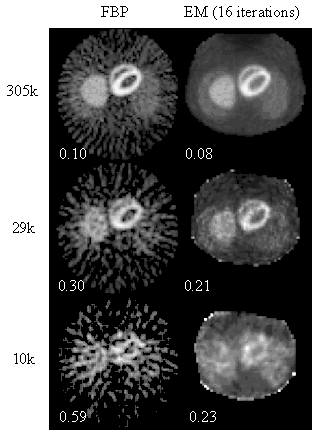 FBP EM (16 iterations)
305k
0.10 0.08
29k
0.30 0.21
10k
0.59 0.23